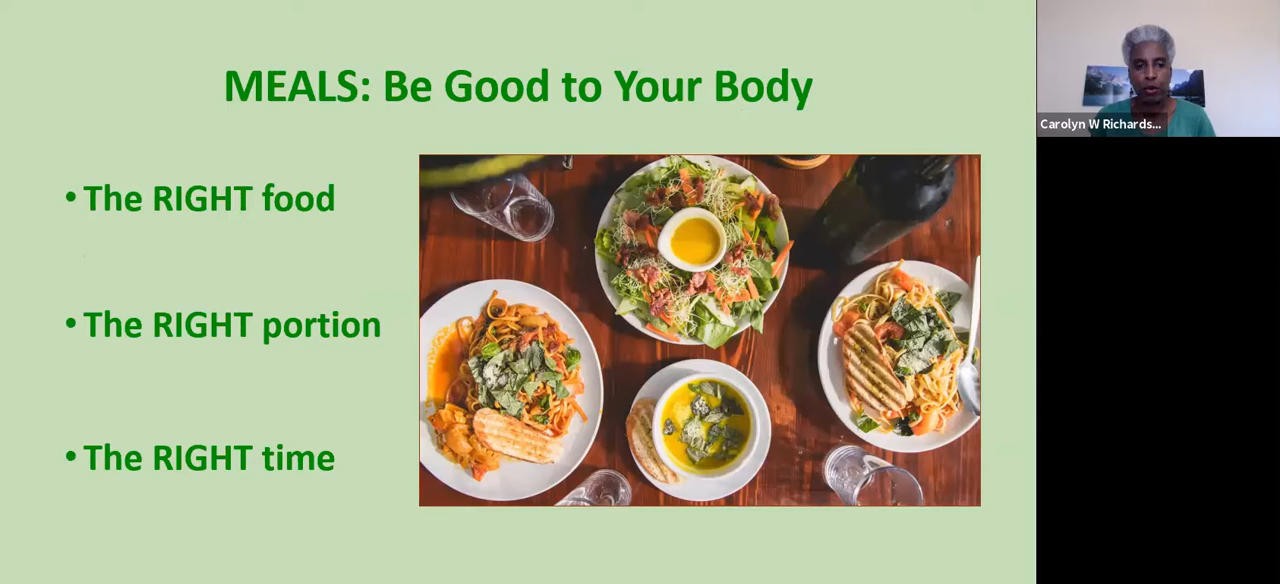 MEALS: Be Good to Your Body
• The RIGHT food
• The RIGHT portion
• The RIGHT time
Carolyn W Richards...